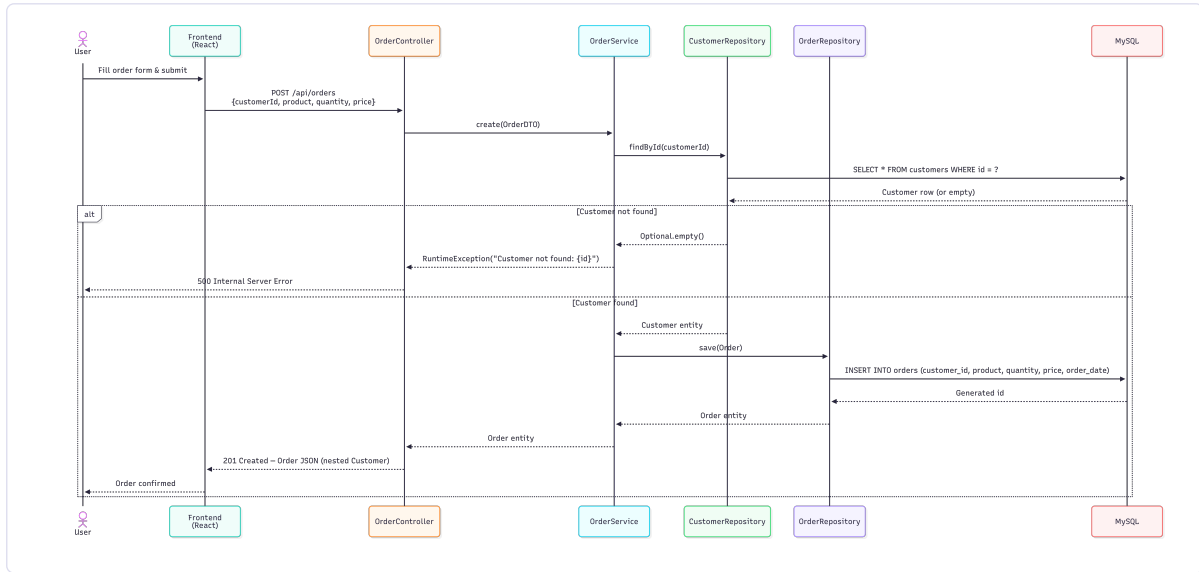 User
Frontend
(React)
OrderController
OrderService
CustomerRepository
OrderRepository
MySQL
Fill order form & submit
POST /api/orders
{customerId, product, quantity, price}
create(OrderDTO)
findById(customerId)
SELECT * FROM customers WHERE id = ?
Customer row (or empty)
alt
[Customer not found]
Optional.empty()
RuntimeException("Customer not found: {id}")
500 Internal Server Error
[Customer found]
Customer entity
save(Order)
INSERT INTO orders (customer_id, product, quantity, price, order_date)
Generated id
Order entity
Order entity
201 Created — Order JSON (nested Customer)
Order confirmed
User
Frontend
(React)
OrderController
OrderService
CustomerRepository
OrderRepository
MySQL